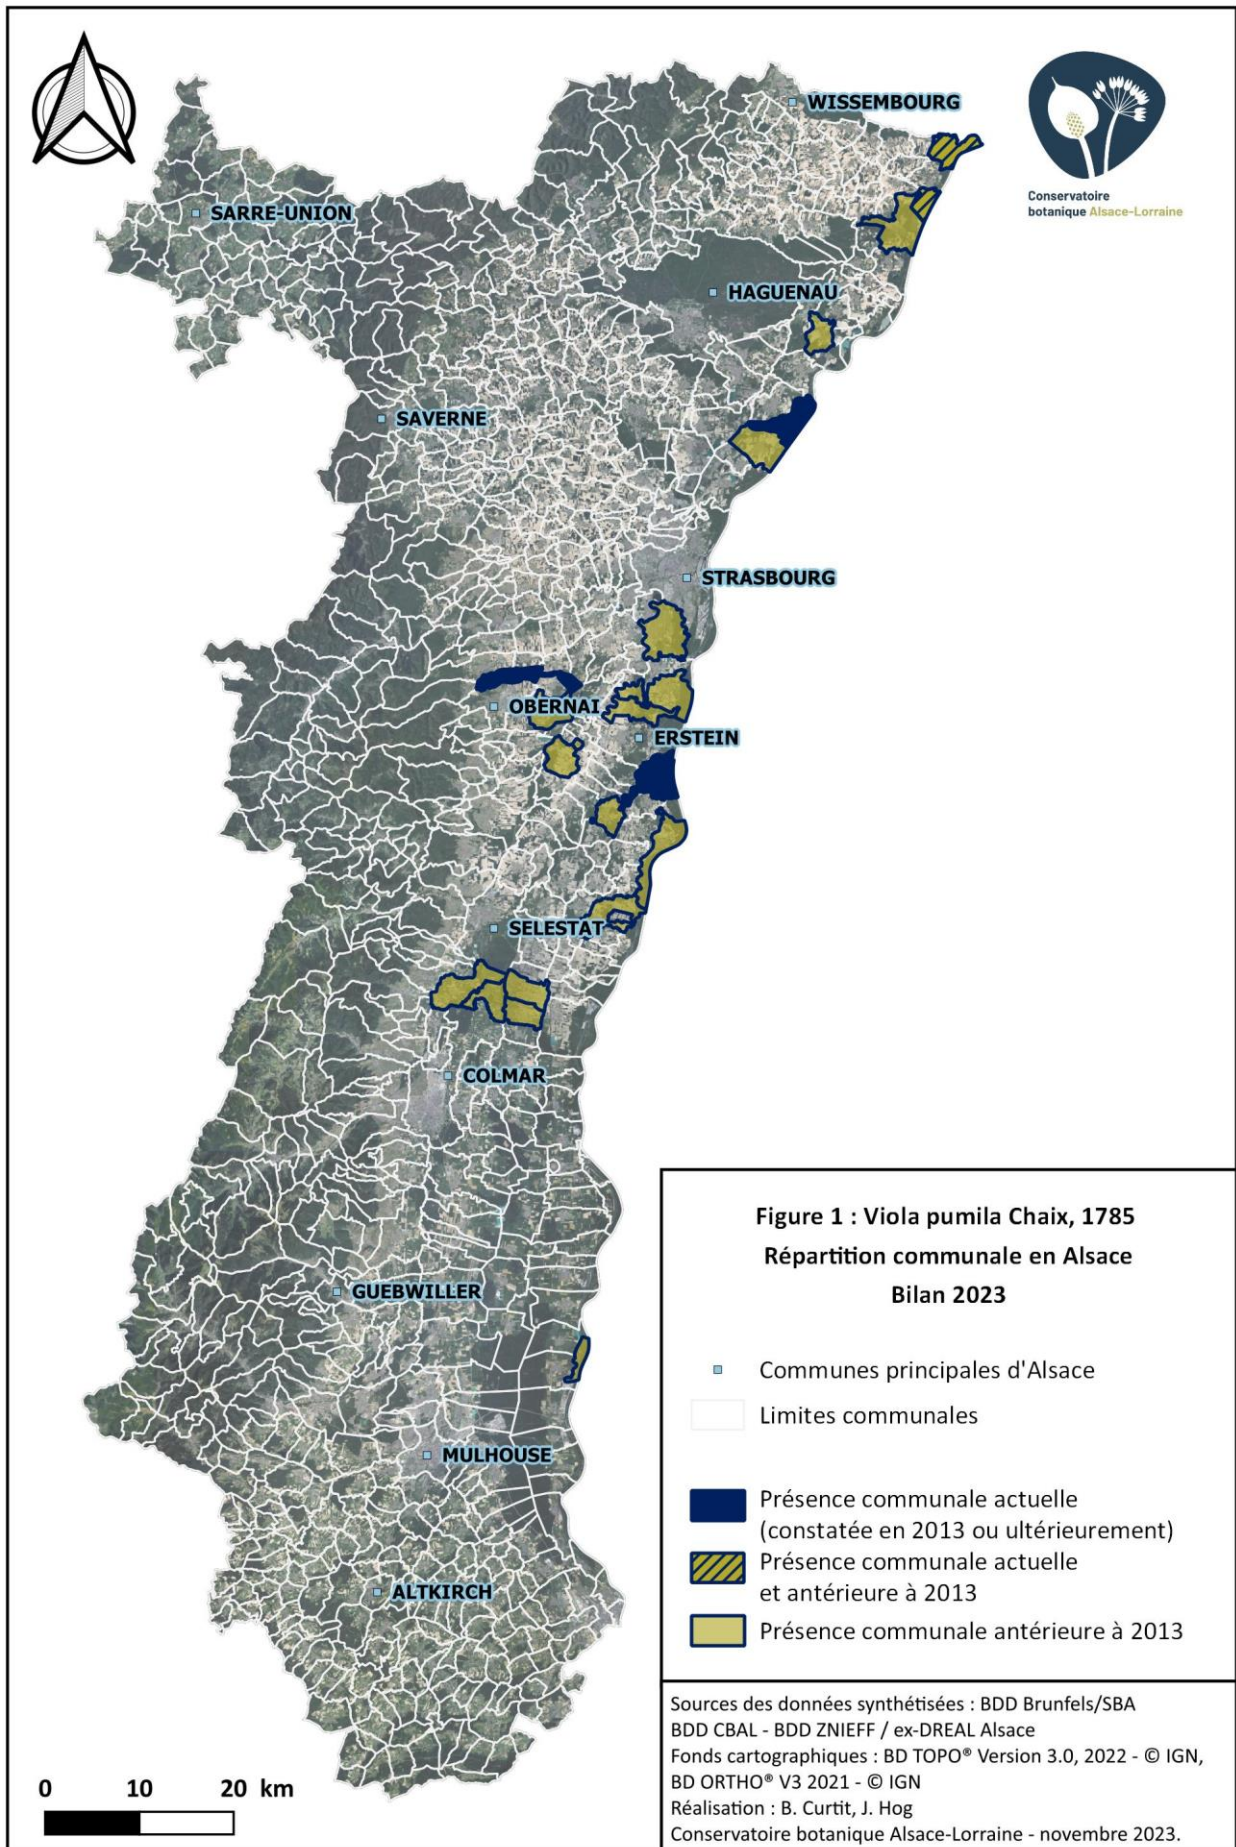 WISSEMBOURG
Conservatoire
botanique Alsace-Lorraine
SARRE-UNION
HAGUENAU
SAVERNE
STRASBOURG
OBERNAI
ERSTEIN
SELESTAT
COLMAR
GUEBWILLER
MULHOUSE
ALTKIRCH
0 10 20 km
Figure 1 : Viola pumila Chaix, 1785
Répartition communale en Alsace
Bilan 2023
Communes principales d'Alsace
Limites communales
Présence communale actuelle
(constatée en 2013 ou ultérieurement)
Présence communale actuelle
et antérieure à 2013
Présence communale antérieure à 2013
Sources des données synthétisées : BDD Brunfels/SBA
BDD CBAL - BDD ZNIEFF / ex-DREAL Alsace
Fonds cartographiques : BD TOPO® Version 3.0, 2022 - © IGN,
BD ORTHO® V3 2021 - © IGN
Réalisation : B. Curtit, J. Hog
Conservatoire botanique Alsace-Lorraine - novembre 2023.